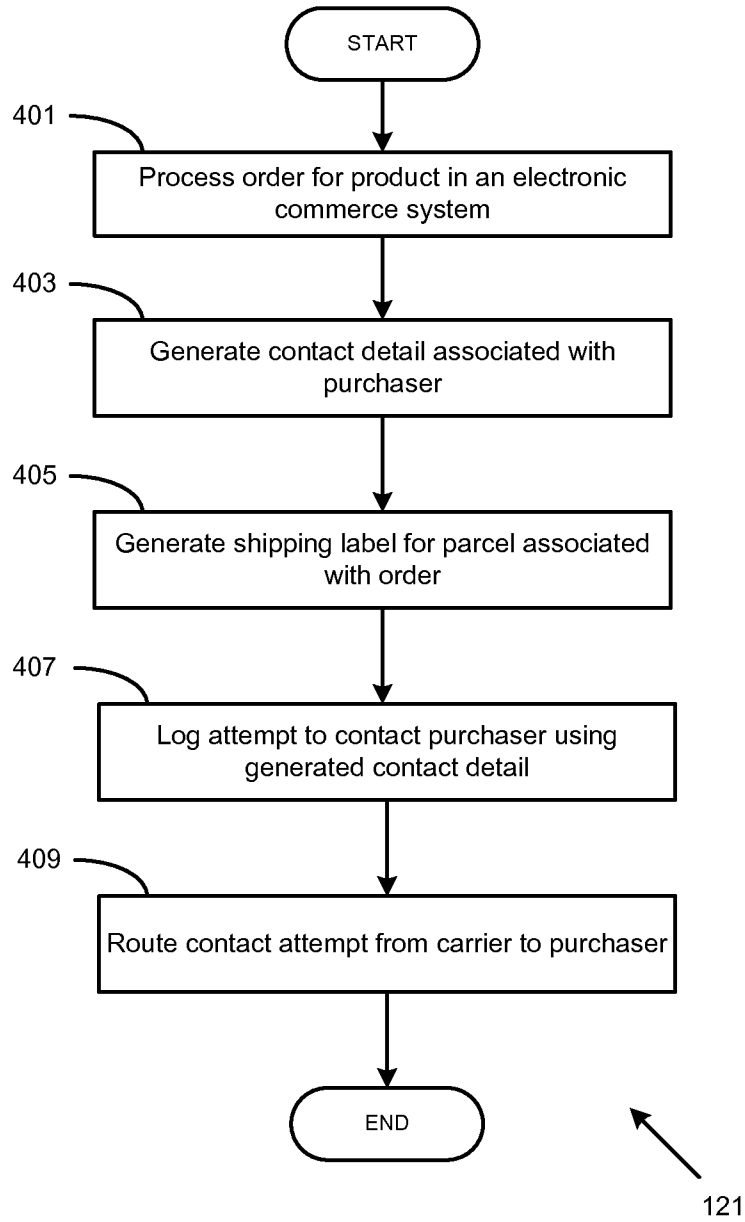 START
401
Process order for product in an electronic
commerce system
403
Generate contact detail associated with
purchaser
405
Generate shipping label for parcel associated
with order
407
Log attempt to contact purchaser using
generated contact detail
409
Route contact attempt from carrier to purchaser
END
121